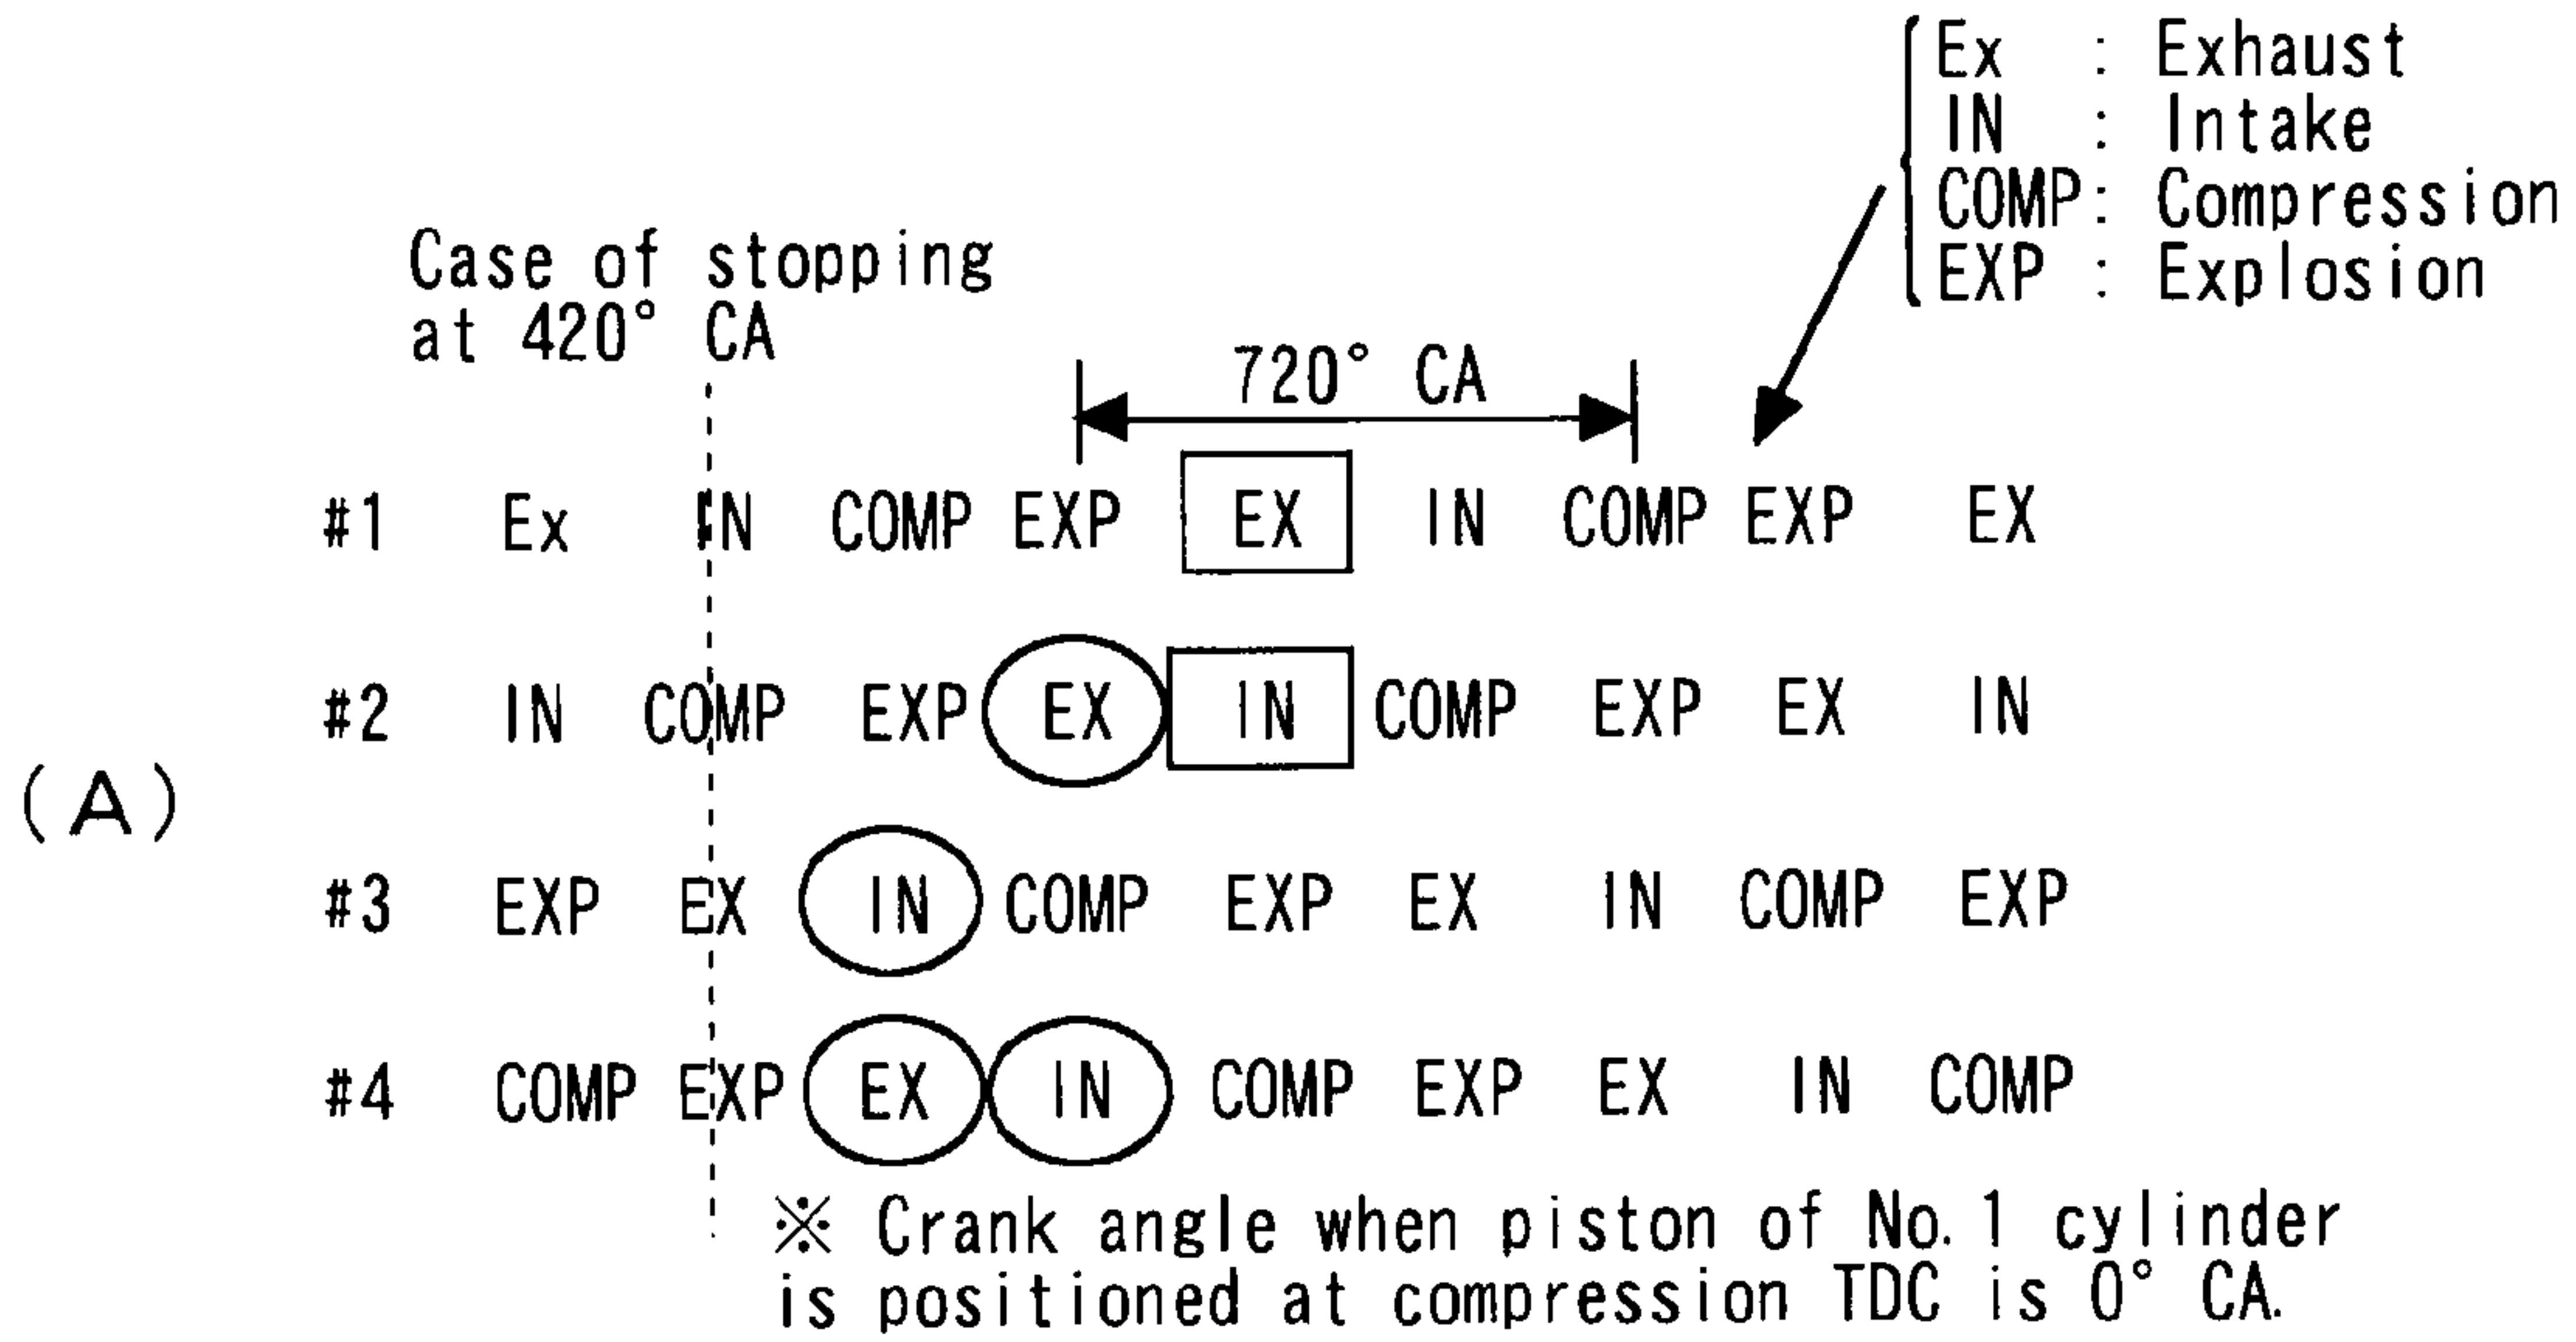 Ex : Exhaust
IN : Intake
COMP: Compression
EXP : Explosion
Case of stopping
at 420° CA
720° CA
#1 Ex IN COMP EXP EX IN COMP EXP EX
#2 IN COMP EXP EX IN COMP EXP EX IN
(A)
#3 EXP EX IN COMP EXP EX IN COMP EXP
#4 COMP EXP EX IN COMP EXP EX IN COMP
※ Crank angle when piston of No.1 cylinder
is positioned at compression TDC is 0° CA.